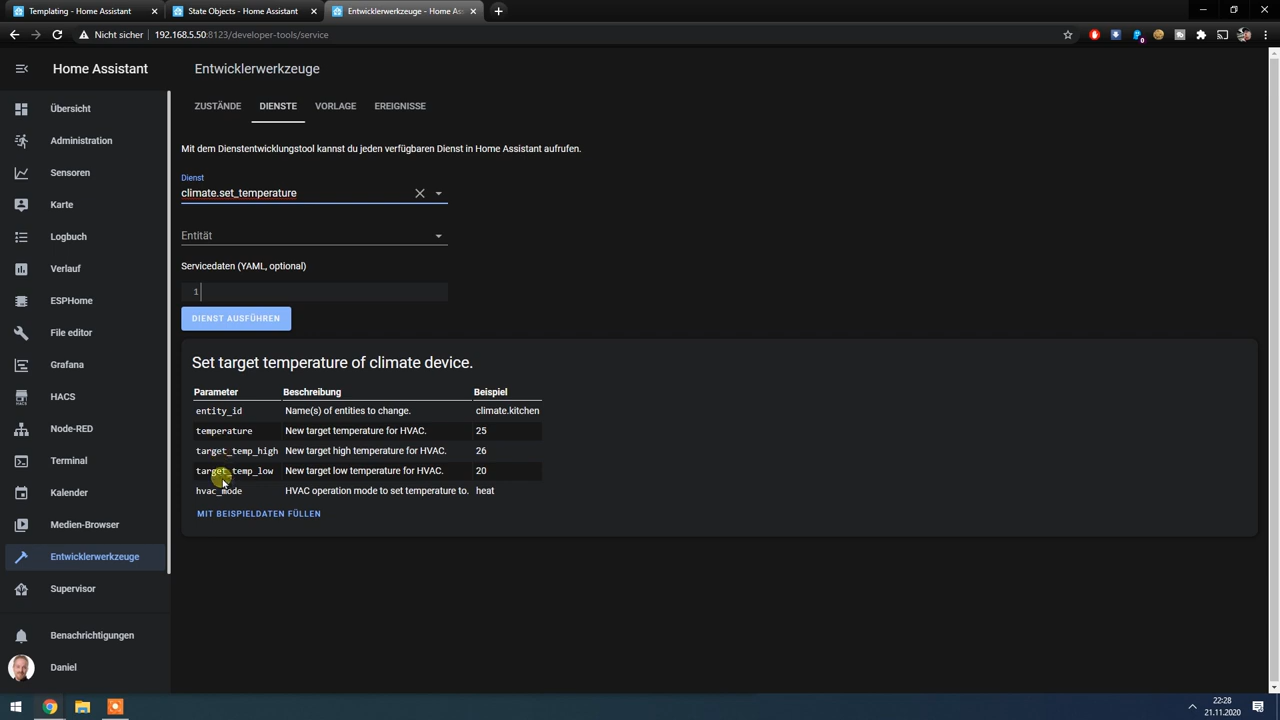 Templating - Home Assistant
State Objects - Home Assistant
Entwicklerwerkzeuge - Home Ass
Nicht sicher
192.168.5.50:8123/developer-tools/service
0
Home Assistant
Entwicklerwerkzeuge
Übersicht
Administration
Sensoren
Karte
Logbuch
Verlauf
ESPHome
File editor
Grafana
HACS
Node-RED
Terminal
Kalender
Medien-Browser
Entwicklerwerkzeuge
Supervisor
Benachrichtigungen
Daniel
ZUSTÄNDE DIENSTE VORLAGE EREIGNISSE
Mit dem Dienstentwicklungstool kannst du jeden verfügbaren Dienst in Home Assistant aufrufen.
Dienst
climate.set_temperature
Entität
Servicedaten (YAML, optional)
1
DIENST AUSFÜHREN
Set target temperature of climate device.
Parameter Beschreibung Beispiel
entity_id Name(s) of entities to change. climate.kitchen
temperature New target temperature for HVAC. 25
target_temp_high New target high temperature for HVAC. 26
target_temp_low New target low temperature for HVAC. 20
hvac_mode HVAC operation mode to set temperature to. heat
MIT BEISPIELDATEN FÜLLEN
22:28
21.11.2020